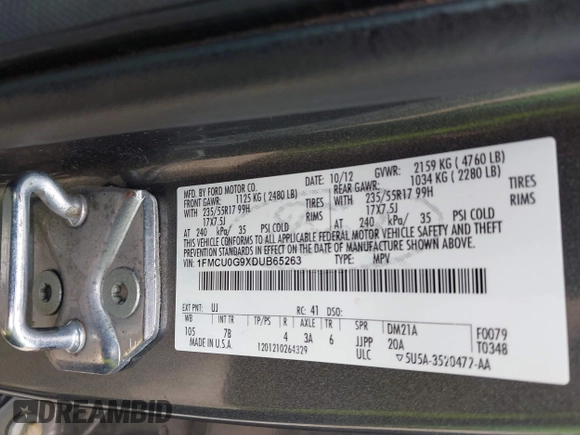 MFD. BY FORD MOTOR CO.
10/12 GVWR: 2159 KG ( 4760 LB)
FRONT GAWR: 1125 KG ( 2480 LB) REAR GAWR: 1034 KG ( 2280 LB)
WITH 235/55R17 99H TIRES WITH 235/55R17 99H TIRES
17X7.5J RIMS 17X7.5J RIMS
AT 240 kPa/ 35 PSI COLD AT 240 kPa/ 35 PSI COLD
THIS VEHICLE CONFORMS TO ALL APPLICABLE FEDERAL MOTOR VEHICLE SAFETY AND THEFT
PREVENTION STANDARDS IN EFFECT ON THE DATE OF MANUFACTURE SHOWN ABOVE.
VIN: 1FMCU0G9XDUB65263 TYPE: MPV
EXT PNT: UJ RC: 41 DSO:
WB BRK INT TR TP/PS R AXLE TR SPR DM21A F0079
105 7B 4 3A 6 JJPP 20A T0348
MADE IN U.S.A. 1201210264329 ULC 5U5A-3520472-AA
DREAMBID